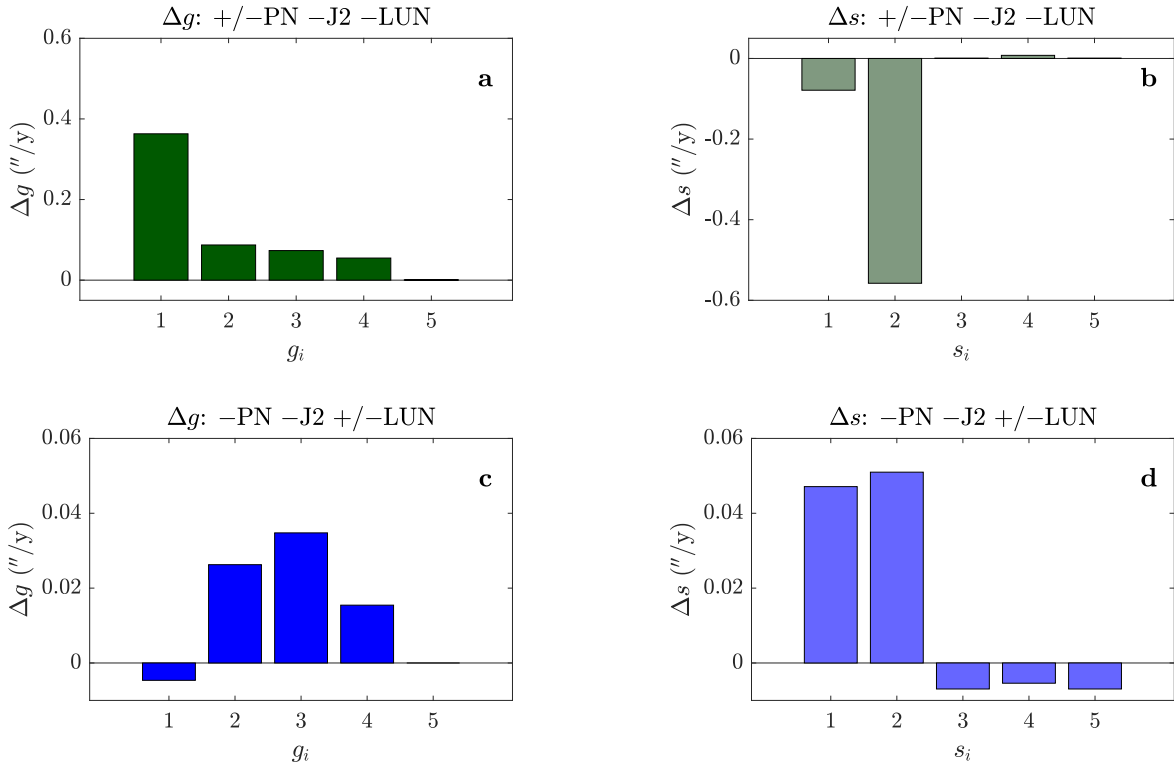 Δg: +/−PN −J2 −LUN
a
0.6
0.4
0.2
0
Δg (″/y)
1 2 3 4 5
g_i
Δs: +/−PN −J2 −LUN
b
0
-0.2
-0.4
-0.6
Δs (″/y)
1 2 3 4 5
s_i
Δg: −PN −J2 +/−LUN
c
0.06
0.04
0.02
0
Δg (″/y)
1 2 3 4 5
g_i
Δs: −PN −J2 +/−LUN
d
0.06
0.04
0.02
0
Δs (″/y)
1 2 3 4 5
s_i